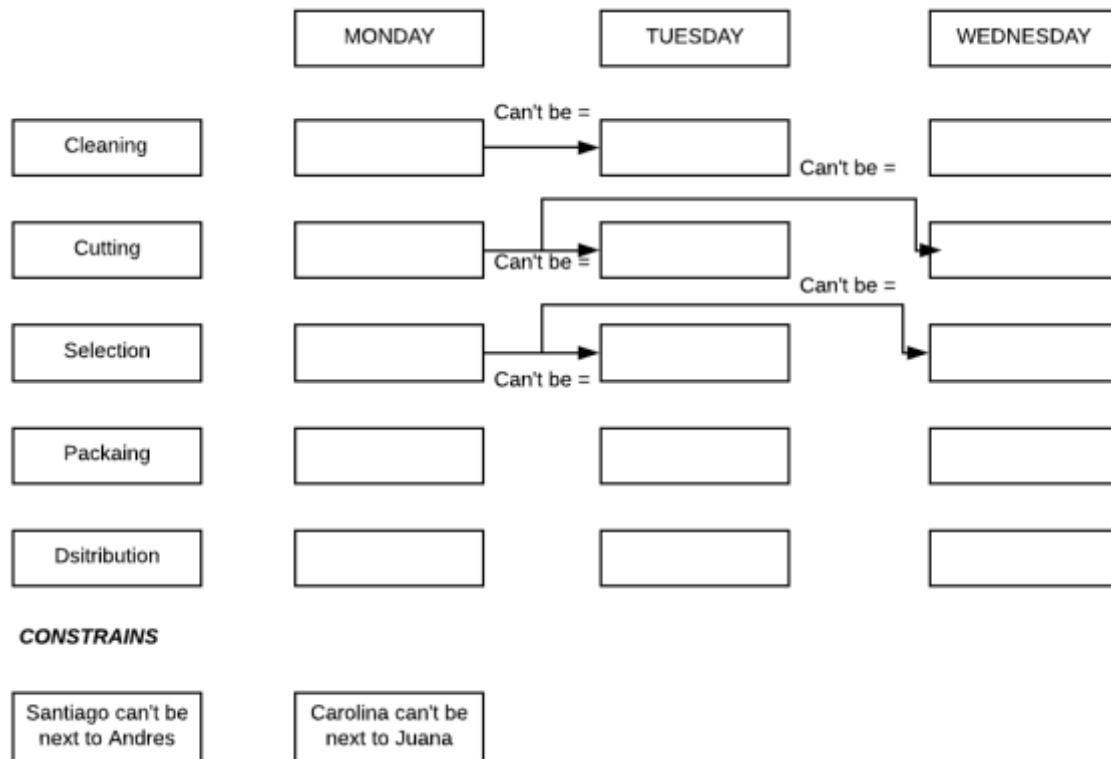 MONDAY
TUESDAY
WEDNESDAY
Can't be =
Cleaning
Can't be =
Cutting
Can't be =
Can't be =
Selection
Can't be =
Packaing
Dsitribution
CONSTRAINS
Santiago can't be
next to Andres
Carolina can't be
next to Juana